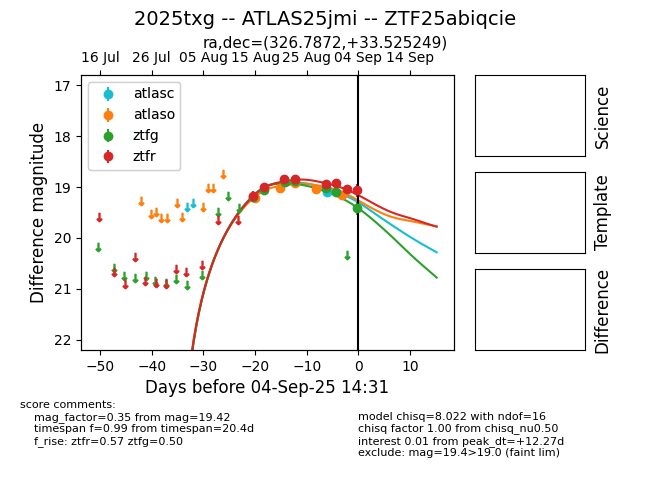 2025txg -- ATLAS25jmi -- ZTF25abiqcie
ra,dec=(326.7872,+33.525249)
16 Jul 26 Jul 05 Aug 15 Aug 25 Aug 04 Sep 14 Sep
17
18
19
20
21
22
Difference magnitude
atlasc
atlaso
ztfg
ztfr
−50 −40 −30 −20 −10 0 10
Days before 04-Sep-25 14:31
Science
Template
Difference
score comments:
mag_factor=0.35 from mag=19.42
timespan f=0.99 from timespan=20.4d
f_rise: ztfr=0.57 ztfg=0.50
model chisq=8.022 with ndof=16
chisq factor 1.00 from chisq_nu0.50
interest 0.01 from peak_dt=+12.27d
exclude: mag=19.4>19.0 (faint lim)